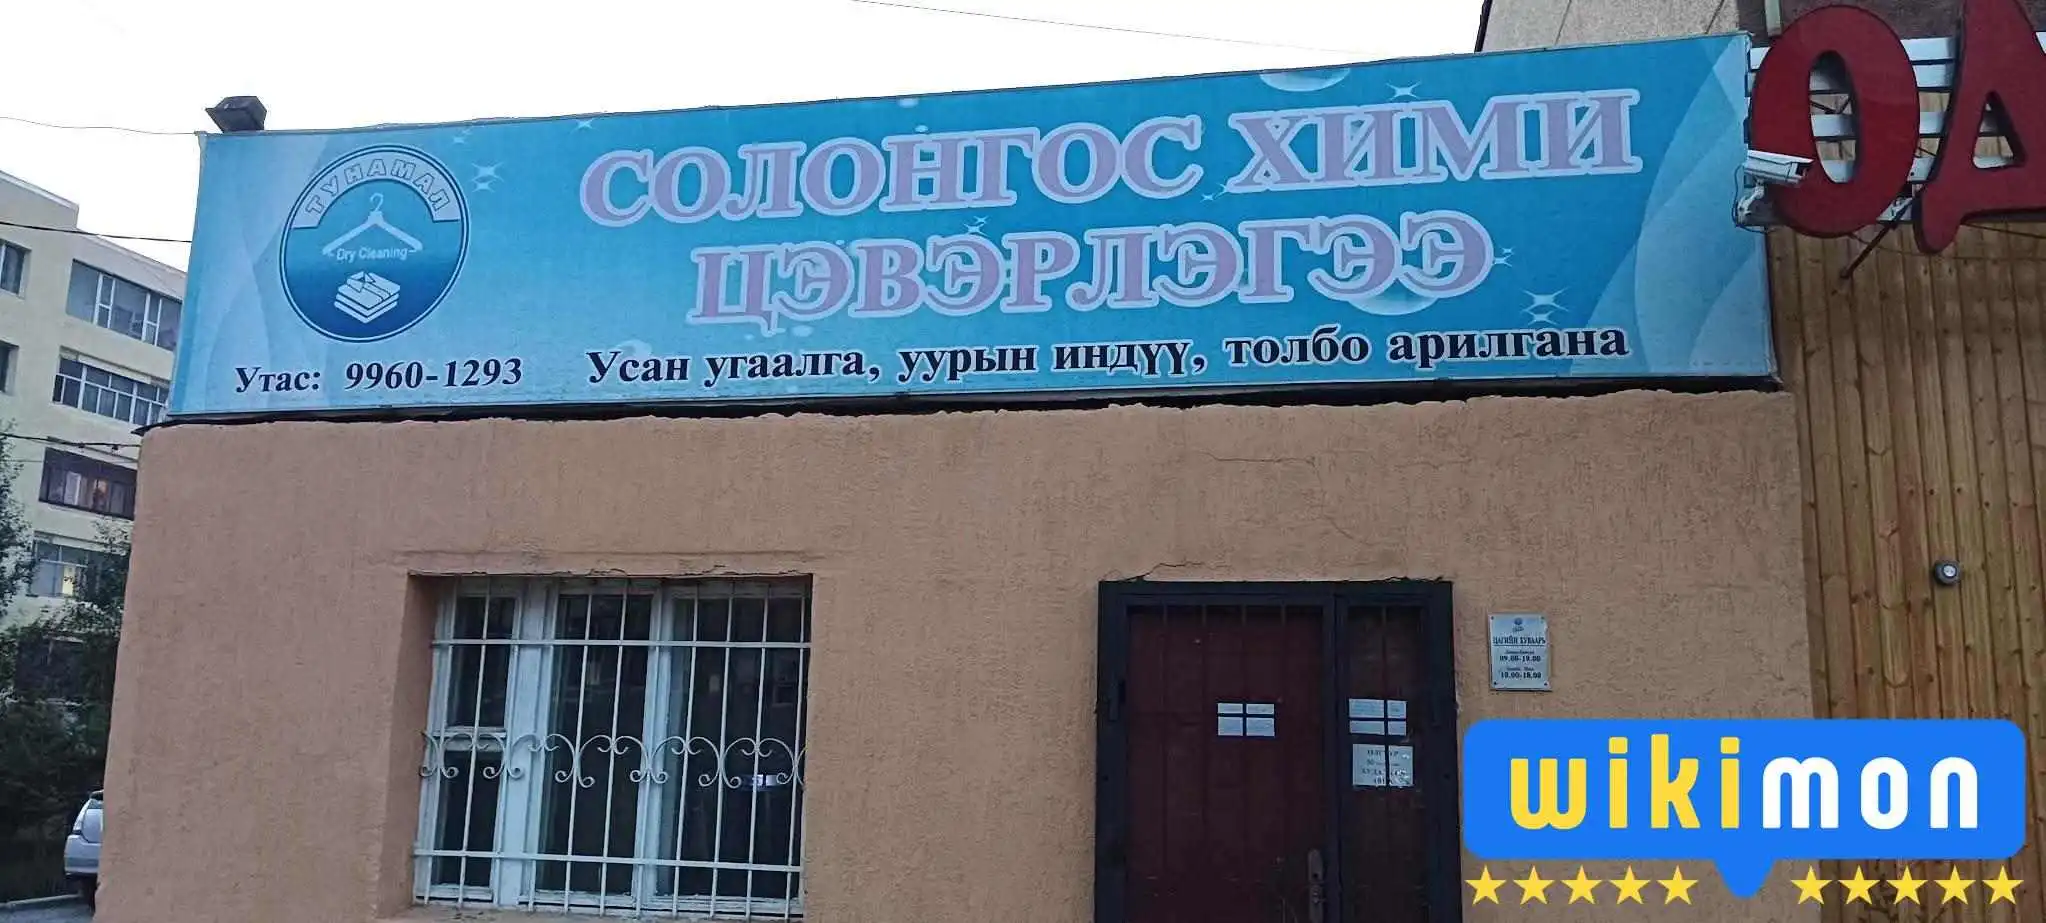 ТУНАМАЛ
Dry Cleaning
СОЛОНГОС ХИМИ
ЦЭВЭРЛЭГЭЭ
Утас: 9960-1293
Усан угаалга, уурын индүү, толбо арилгана
ОД
ЦАГИЙН ХУВААРЬ
09.00-19.00
10.00-18.00
wikimon